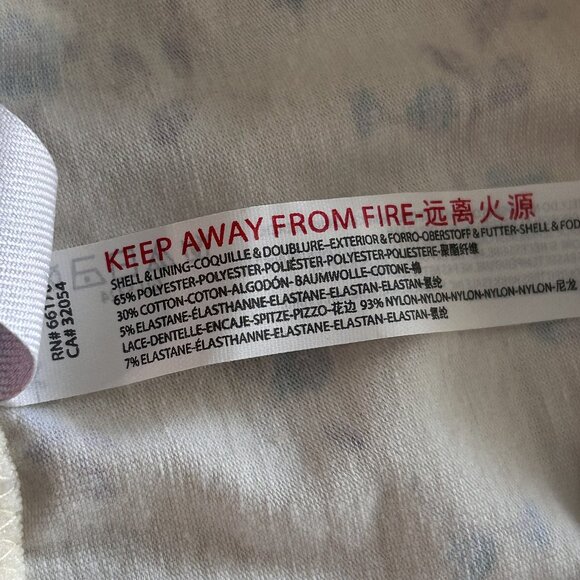 KEEP AWAY FROM FIRE-远离火源
SHELL & LINING-COQUILLE & DOUBLURE-EXTERIOR & FORRO-OBERSTOFF & FUTTER-SHELL & FOD
65% POLYESTER-POLYESTER-POLIÉSTER-POLYESTER-POLIESTERE-聚酯纤维
30% COTTON-COTON-ALGODÓN- BAUMWOLLE-COTONE-棉
5% ELASTANE-ÉLASTHANNE-ELASTANE-ELASTAN-ELASTAN-氨纶
LACE-DENTELLE-ENCAJE-SPITZE-PIZZO-花边 93% NYLON-NYLON-NYLON-NYLON-NYLON-尼龙
7% ELASTANE-ÉLASTHANNE-ELASTANE-ELASTAN-ELASTAN-氨纶
RN# 6617
CA# 32054